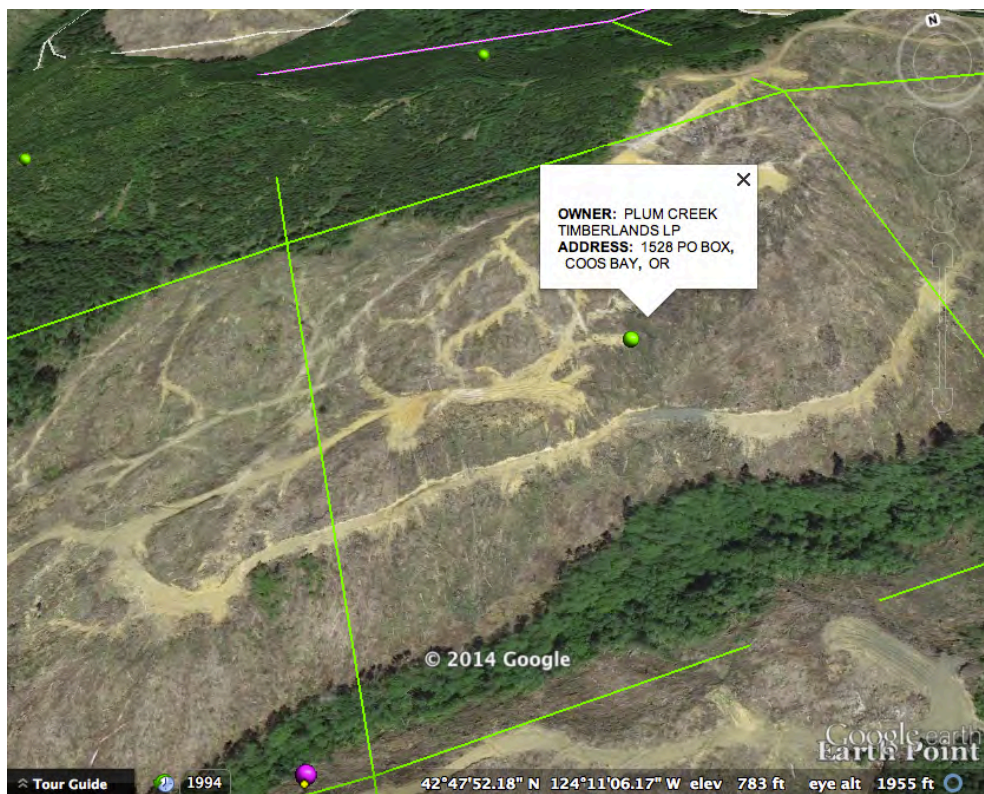 N
OWNER: PLUM CREEK
TIMBERLANDS LP
ADDRESS: 1528 PO BOX,
COOS BAY, OR
© 2014 Google
Google earth
Earth Point
Tour Guide
1994
42°47'52.18" N 124°11'06.17" W elev 783 ft eye alt 1955 ft